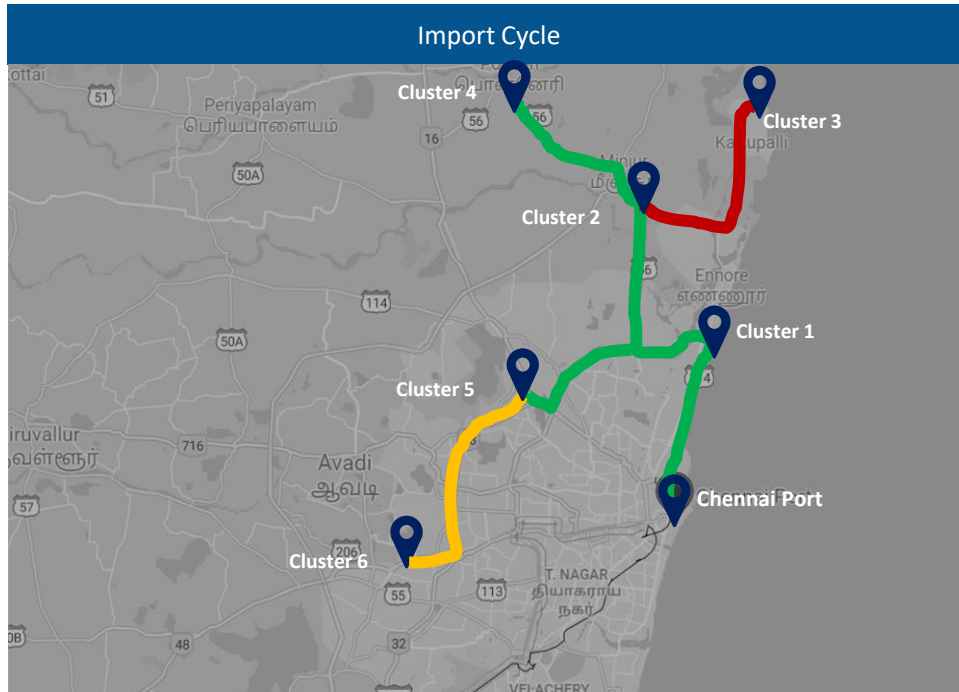 Import Cycle
Cluster 4
பொன்னேரி
51
Periyapalayam
பெரியபாளையம்
56
56
16
Cluster 3
Minjur
50A
Cluster 2
Ennore
எண்ணூர்
114
Cluster 1
50A
Cluster 5
716
Avadi
ஆவடி
57
Chennai Port
206
Cluster 6
T. NAGAR
தியாகராய
நகர்
55
113
48
32
VELACHERY